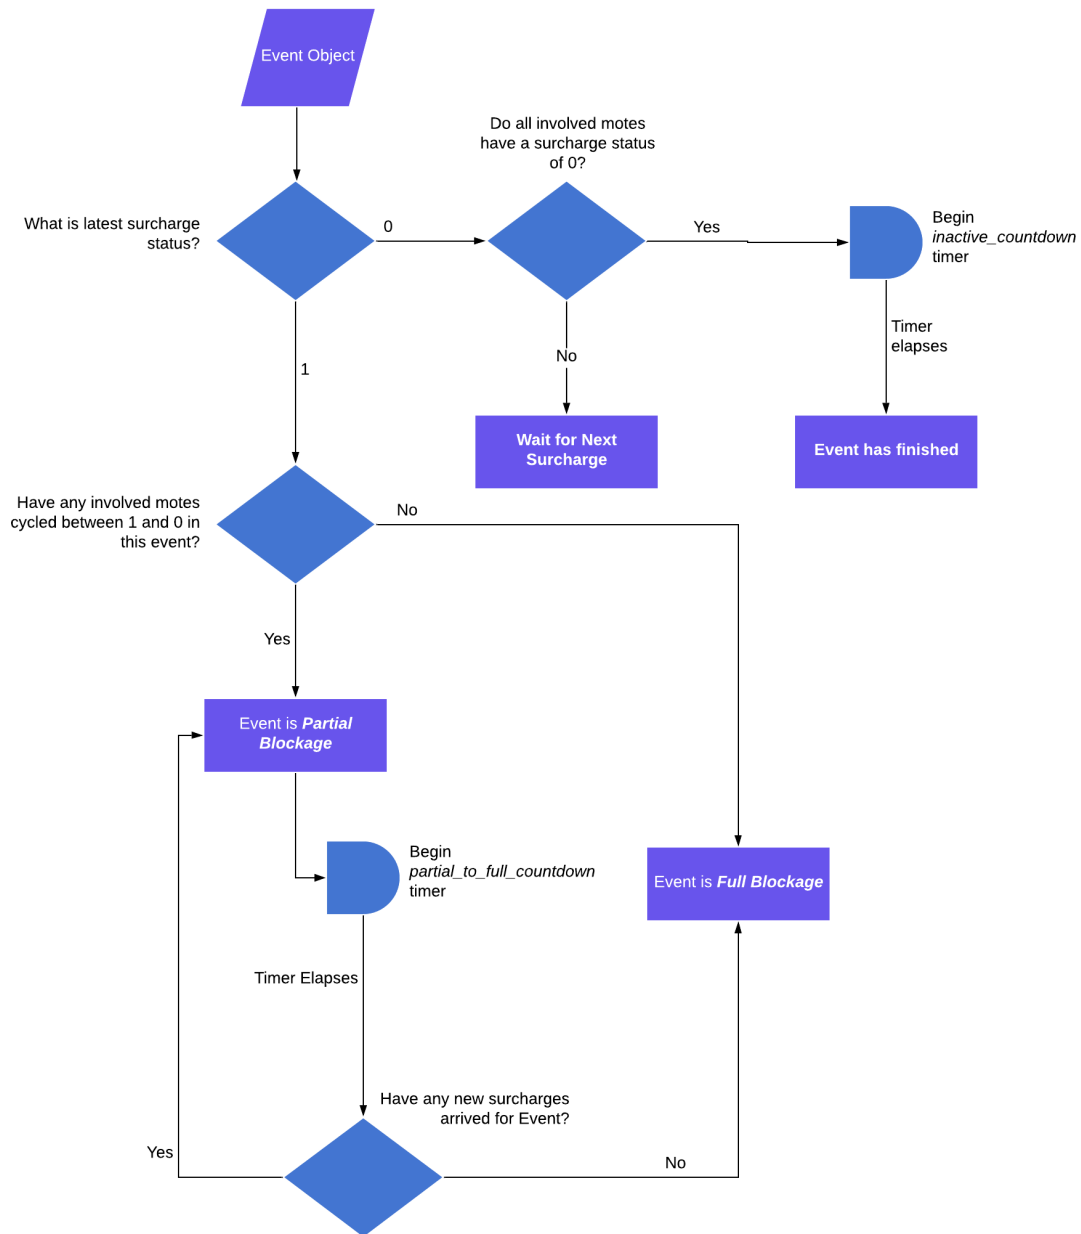 Event Object
Do all involved motes
have a surcharge status
of 0?
What is latest surcharge
status?
0
Yes
Begin
inactive_countdown
timer
Timer
elapses
No
1
Wait for Next
Surcharge
Event has finished
Have any involved motes
cycled between 1 and 0 in
this event?
No
Yes
Event is Partial
Blockage
Begin
partial_to_full_countdown
timer
Event is Full Blockage
Timer Elapses
Have any new surcharges
arrived for Event?
Yes
No